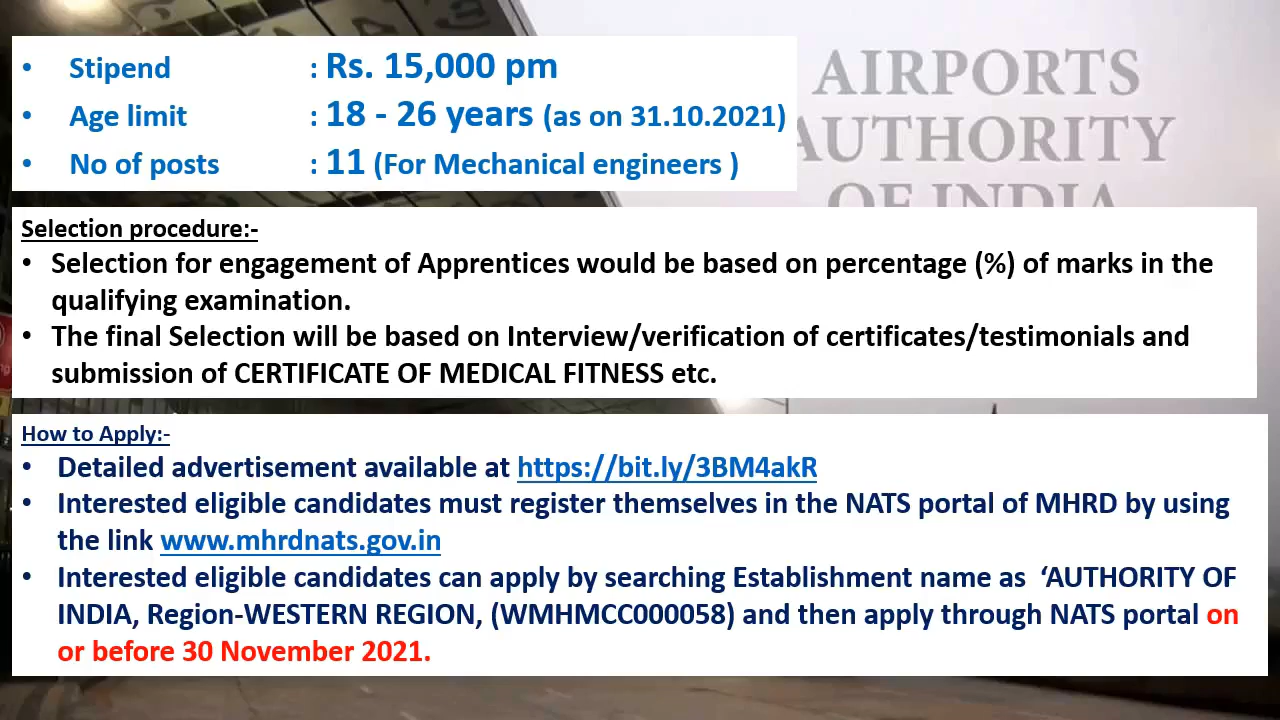 • Stipend : Rs. 15,000 pm
• Age limit : 18 - 26 years (as on 31.10.2021)
• No of posts : 11 (For Mechanical engineers )
AIRPORTS
AUTHORITY
OF INDIA
Selection procedure:-
• Selection for engagement of Apprentices would be based on percentage (%) of marks in the
qualifying examination.
• The final Selection will be based on Interview/verification of certificates/testimonials and
submission of CERTIFICATE OF MEDICAL FITNESS etc.
How to Apply:-
• Detailed advertisement available at https://bit.ly/3BM4akR
• Interested eligible candidates must register themselves in the NATS portal of MHRD by using
the link www.mhrdnats.gov.in
• Interested eligible candidates can apply by searching Establishment name as ‘AUTHORITY OF
INDIA, Region-WESTERN REGION, (WMHMCC000058) and then apply through NATS portal on
or before 30 November 2021.